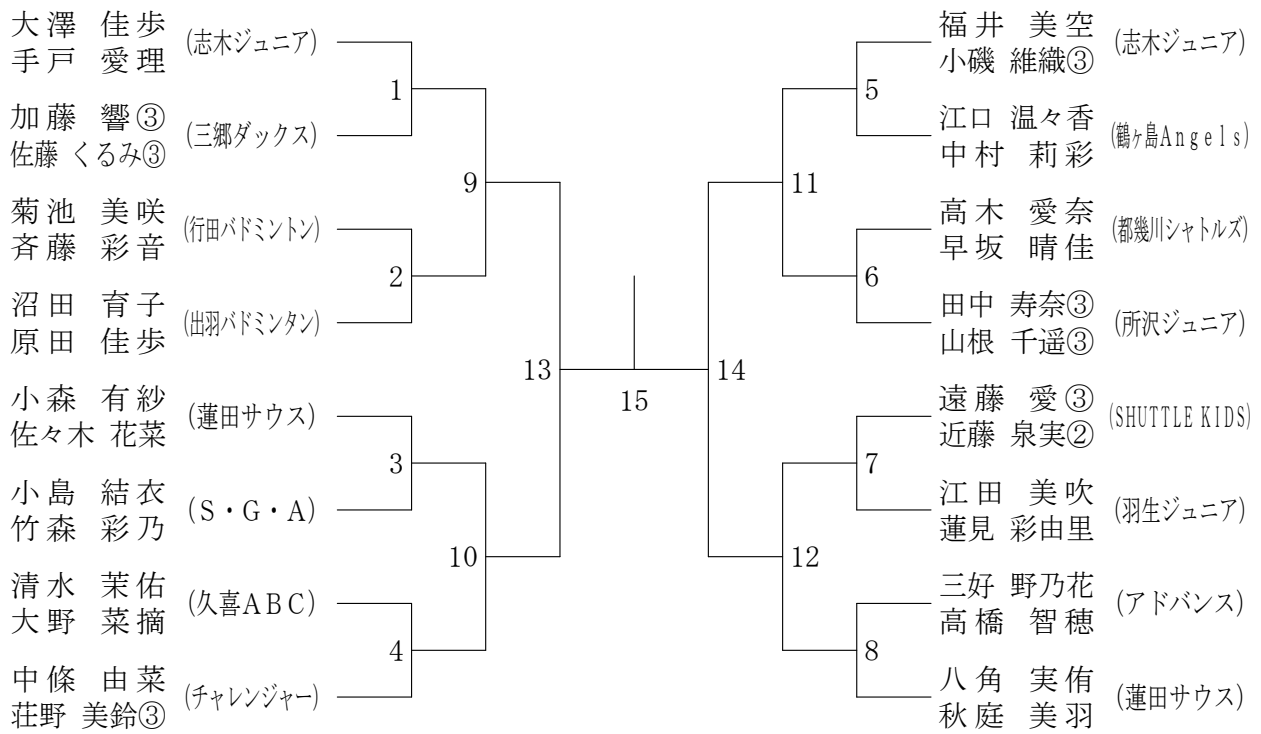 大澤 佳歩
手戸 愛理
(志木ジュニア)
加藤 響③
佐藤 くるみ③
(三郷ダックス)
菊池 美咲
斉藤 彩音
(行田バドミントン)
沼田 育子
原田 佳歩
(出羽バドミンタン)
小森 有紗
佐々木 花菜
(蓮田サウス)
小島 結衣
竹森 彩乃
(S・G・A)
清水 茉佑
大野 菜摘
(久喜ABC)
中條 由菜
荘野 美鈴③
(チャレンジャー)
1
2
3
4
9
10
13
15
14
11
12
5
6
7
8
福井 美空
小磯 維織③
(志木ジュニア)
江口 温々香
中村 莉彩
(鶴ヶ島Angels)
高木 愛奈
早坂 晴佳
(都幾川シャトルズ)
田中 寿奈③
山根 千遥③
(所沢ジュニア)
遠藤 愛③
近藤 泉実②
(SHUTTLE KIDS)
江田 美吹
蓮見 彩由里
(羽生ジュニア)
三好 野乃花
高橋 智穂
(アドバンス)
八角 実侑
秋庭 美羽
(蓮田サウス)